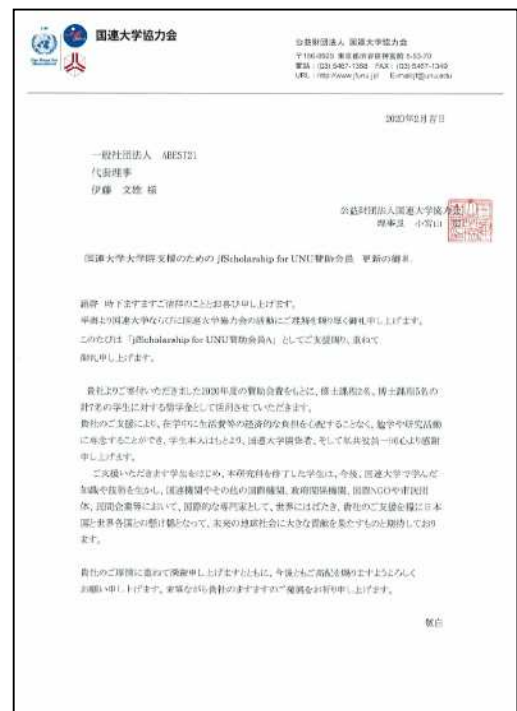 国連大学協力会
公益財団法人 国連大学協力会
2020年2月吉日
一般社団法人 ABEST21
代表理事
伊藤 文雄 様
公益財団法人国連大学協力会
理事長 小宮山
国連大学大学院支援のための jfScholarship for UNU賛助会員 更新の御礼
謹啓 時下ますますご清祥のこととお喜び申し上げます。
平素より国連大学ならびに国連大学協力会の活動にご理解を賜り厚く御礼申し上げます。
このたびは「jfScholarship for UNU賛助会員A」としてご支援賜り、重ねて
御礼申し上げます。
貴社よりご寄付いただきました2020年度の賛助会費をもとに、修士課程2名、博士課程5名の
計7名の学生に対する奨学金として活用させていただきます。
貴社のご支援により、在学中に生活費等の経済的な負担を心配することなく、勉学や研究活動
に専念することができ、学生本人はもとより、国連大学関係者、そして私共役員一同心より感謝
申し上げます。
ご支援いただきます学生をはじめ、本研究科を修了した学生は、今後、国連大学で学んだ
知識や技術を生かし、国連機関やその他の国際機関、政府関係機関、国際NGOや市民団
体、民間企業等において、国際的な専門家として、世界にはばたき、貴社のご支援を糧に日本
国と世界各国との懸け橋となって、未来の地球社会に大きな貢献を果たすものと期待しており
ます。
貴社のご厚情に重ねて深謝申し上げますとともに、今後ともご高配を賜りますようよろしく
お願い申し上げます。末筆ながら貴社のますますのご発展をお祈り申し上げます。
敬白